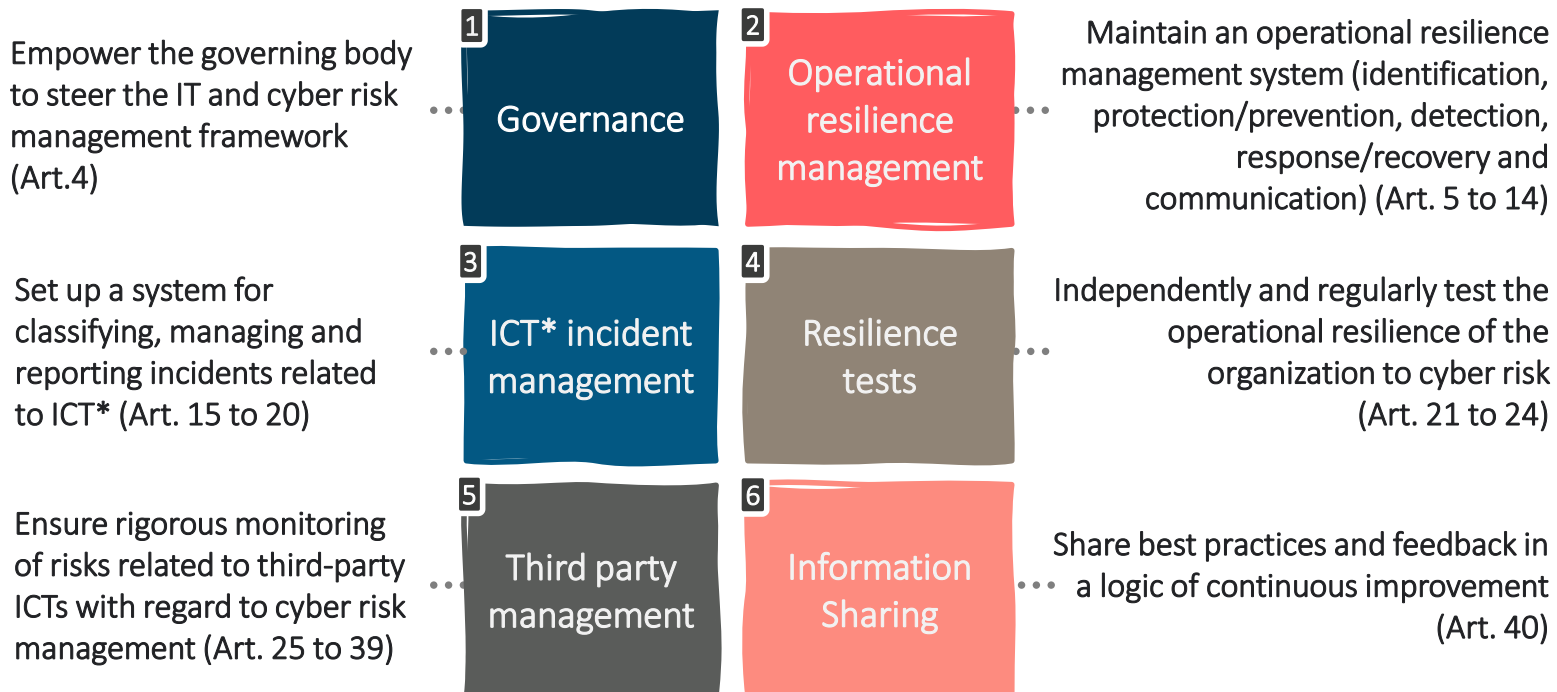 Empower the governing body
to steer the IT and cyber risk
management framework
(Art.4)
1
Governance
2
Operational
resilience
management
Maintain an operational resilience
management system (identification,
protection/prevention, detection,
response/recovery and
communication) (Art. 5 to 14)
Set up a system for
classifying, managing and
reporting incidents related
to ICT* (Art. 15 to 20)
3
ICT* incident
management
4
Resilience
tests
Independently and regularly test the
operational resilience of the
organization to cyber risk
(Art. 21 to 24)
Ensure rigorous monitoring
of risks related to third-party
ICTs with regard to cyber risk
management (Art. 25 to 39)
5
Third party
management
6
Information
Sharing
Share best practices and feedback in
a logic of continuous improvement
(Art. 40)